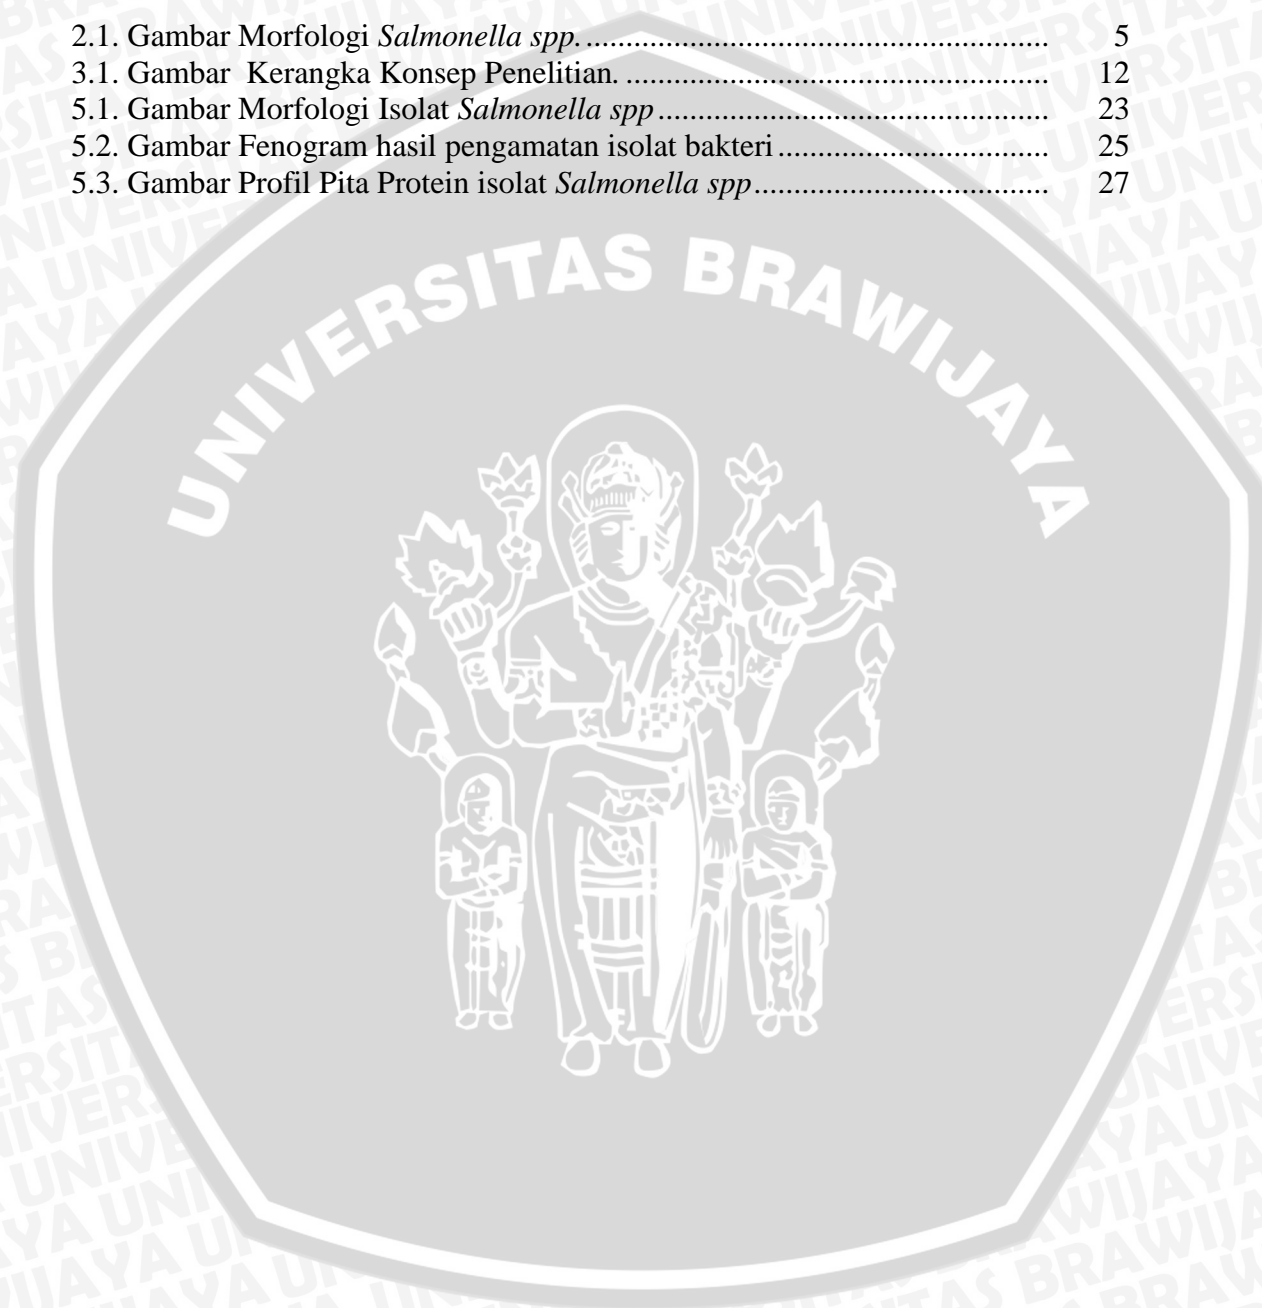 2.1. Gambar Morfologi Salmonella spp. .......................................................... 5
3.1. Gambar  Kerangka Konsep Penelitian. ..................................................... 12
5.1. Gambar Morfologi Isolat Salmonella spp ................................................. 23
5.2. Gambar Fenogram hasil pengamatan isolat bakteri .................................. 25
5.3. Gambar Profil Pita Protein isolat Salmonella spp ..................................... 27
UNIVERSITAS BRAWIJAYA